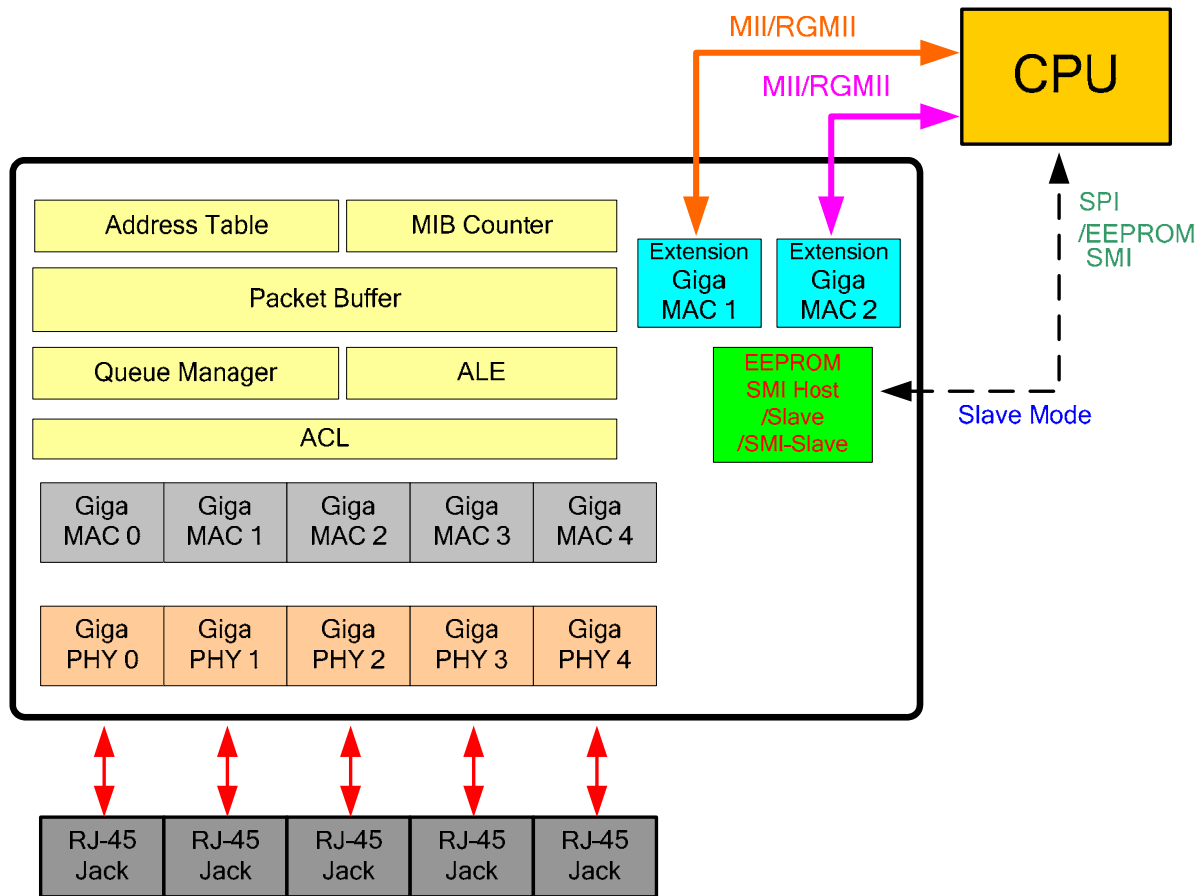 MII/RGMII
CPU
MII/RGMII
SPI
/EEPROM
SMI
Address Table
MIB Counter
Extension
Giga
MAC 1
Extension
Giga
MAC 2
Packet Buffer
Queue Manager
ALE
EEPROM
SMI Host
/Slave
/SMI-Slave
Slave Mode
ACL
Giga
MAC 0
Giga
MAC 1
Giga
MAC 2
Giga
MAC 3
Giga
MAC 4
Giga
PHY 0
Giga
PHY 1
Giga
PHY 2
Giga
PHY 3
Giga
PHY 4
RJ-45
Jack
RJ-45
Jack
RJ-45
Jack
RJ-45
Jack
RJ-45
Jack